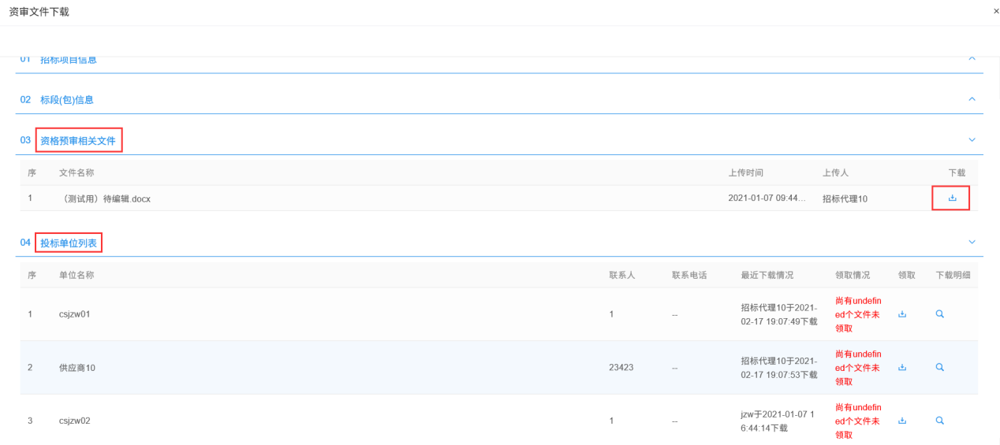 资审文件下载
01 招标项目信息
02 标段(包)信息
03 资格预审相关文件
序 文件名称 上传时间 上传人 下载
1 （测试用）待编辑.docx 2021-01-07 09:44... 招标代理10
04 投标单位列表
序 单位名称 联系人 联系电话 最近下载情况 领取情况 领取 下载明细
1 csjzw01 1 -- 招标代理10于2021-
02-17 19:07:49下载
尚有undefin
ed个文件未
领取
2 供应商10 23423 -- 招标代理10于2021-
02-17 19:07:53下载
尚有undefin
ed个文件未
领取
3 csjzw02 1 -- jzw于2021-01-07 1
6:44:14下载
尚有undefin
ed个文件未
领取